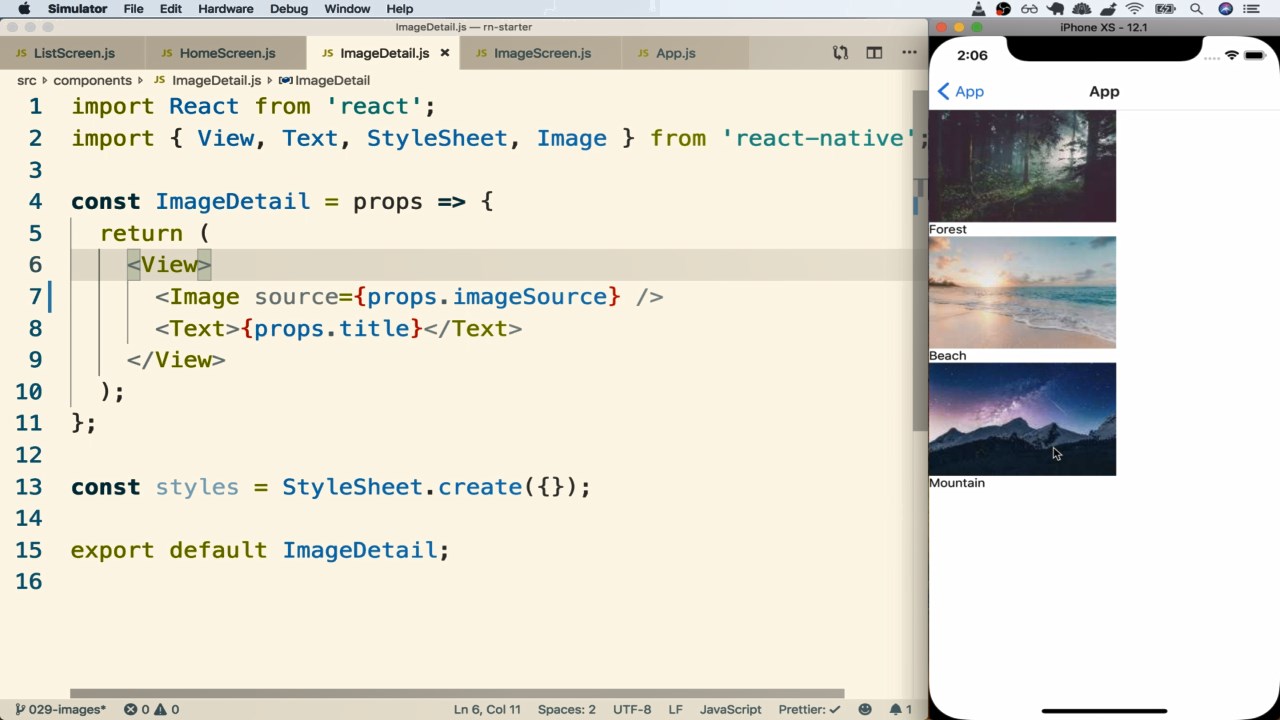 Simulator File Edit Hardware Debug Window Help
ImageDetail.js — rn-starter
iPhone XS - 12.1
JS ListScreen.js
JS HomeScreen.js
JS ImageDetail.js ×
JS ImageScreen.js
JS App.js
src components JS ImageDetail.js ImageDetail
1 import React from 'react';
2 import { View, Text, StyleSheet, Image } from 'react-native';
3
4 const ImageDetail = props => {
5 return (
6 <View>
7 <Image source={props.imageSource} />
8 <Text>{props.title}</Text>
9 </View>
10 );
11 };
12
13 const styles = StyleSheet.create({});
14
15 export default ImageDetail;
16
029-images* 0 0 Ln 6, Col 11 Spaces: 2 UTF-8 LF JavaScript Prettier: ✓ 1
2:06
App App
Forest
Beach
Mountain